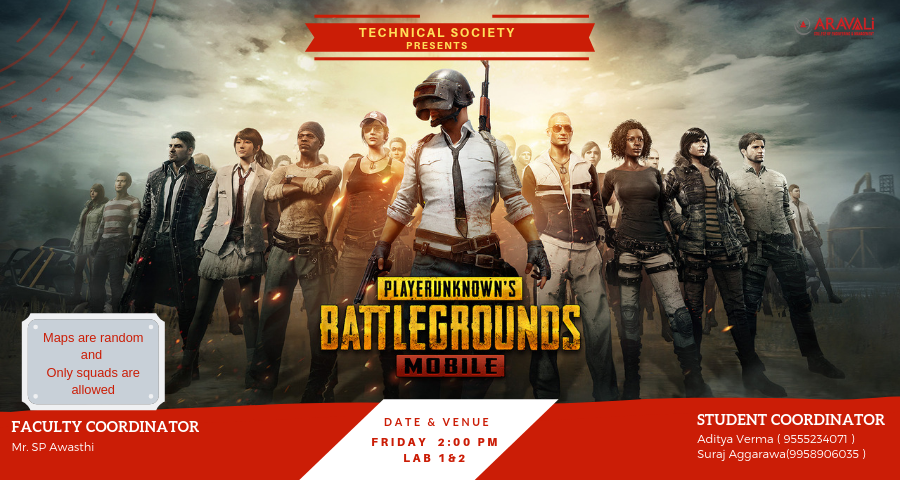 TECHNICAL SOCIETY
PRESENTS
ARAVALI
PLAYERUNKNOWN'S
BATTLEGROUNDS
MOBILE
Maps are random
and
Only squads are
allowed
FACULTY COORDINATOR
Mr. SP Awasthi
DATE & VENUE
FRIDAY 2:00 PM
LAB 1&2
STUDENT COORDINATOR
Aditya Verma ( 9555234071 )
Suraj Aggarawa(9958906035 )